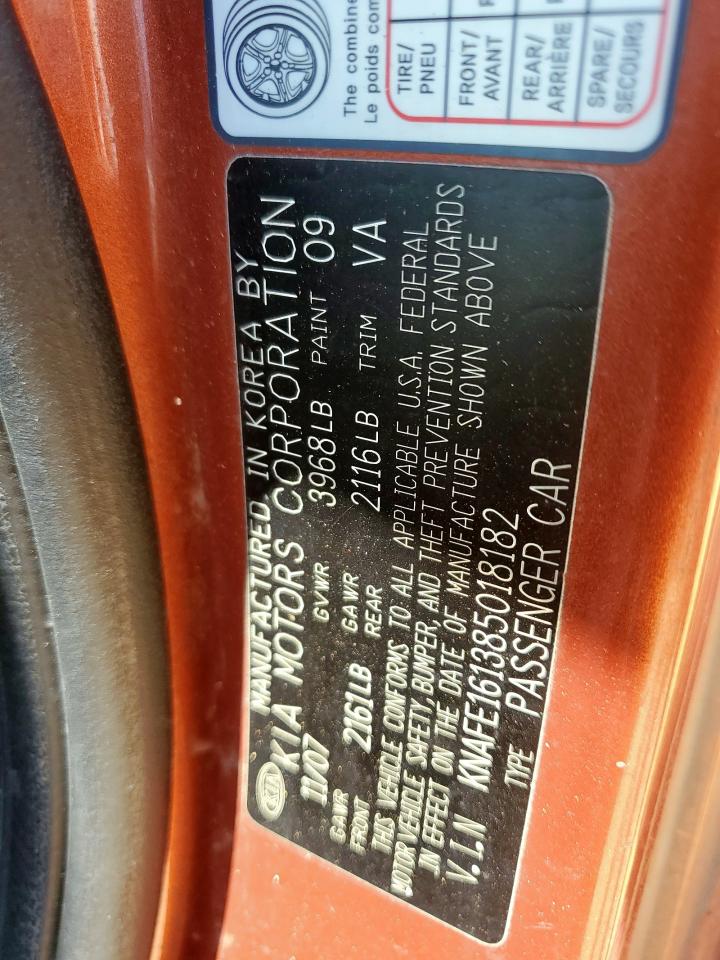 The combine
Le poids com
TIRE/
PNEU
FRONT/
AVANT
REAR/
ARRIÈRE
SPARE/
SECOURS
MANUFACTURED IN KOREA BY
KIA KIA MOTORS CORPORATION
11/07 GVWR 3968LB PAINT 09
GAWR FRONT 2161LB GAWR REAR 2116LB TRIM VA
THIS VEHICLE CONFORMS TO ALL APPLICABLE U.S.A. FEDERAL
MOTOR VEHICLE SAFETY, BUMPER, AND THEFT PREVENTION STANDARDS
IN EFFECT ON THE DATE OF MANUFACTURE SHOWN ABOVE
V.I.N KNAFE161385018182
TYPE PASSENGER CAR